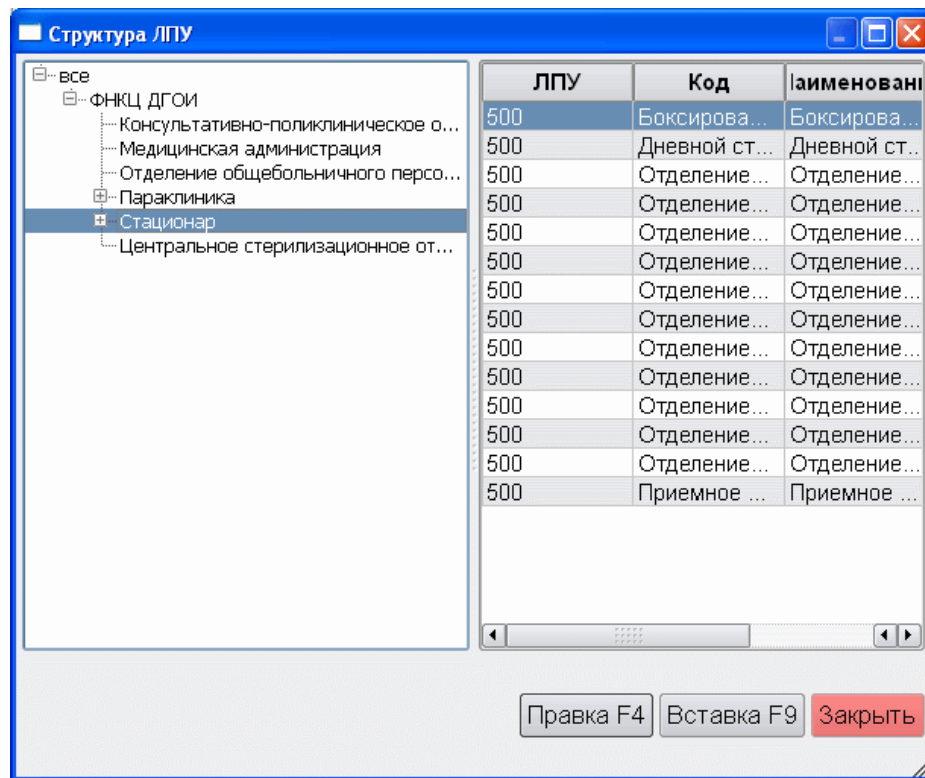 Структура ЛПУ
все
ФНКЦ ДГОИ
Консультативно-поликлиническое о...
Медицинская администрация
Отделение общебольничного персо...
Параклиника
Стационар
Центральное стерилизационное от...
ЛПУ Код аименовани
500 Боксирова... Боксирова...
500 Дневной ст... Дневной ст...
500 Отделение... Отделение...
500 Отделение... Отделение...
500 Отделение... Отделение...
500 Отделение... Отделение...
500 Отделение... Отделение...
500 Отделение... Отделение...
500 Отделение... Отделение...
500 Отделение... Отделение...
500 Отделение... Отделение...
500 Отделение... Отделение...
500 Отделение... Отделение...
500 Приемное ... Приемное ...
Правка F4 Вставка F9 Закрыть